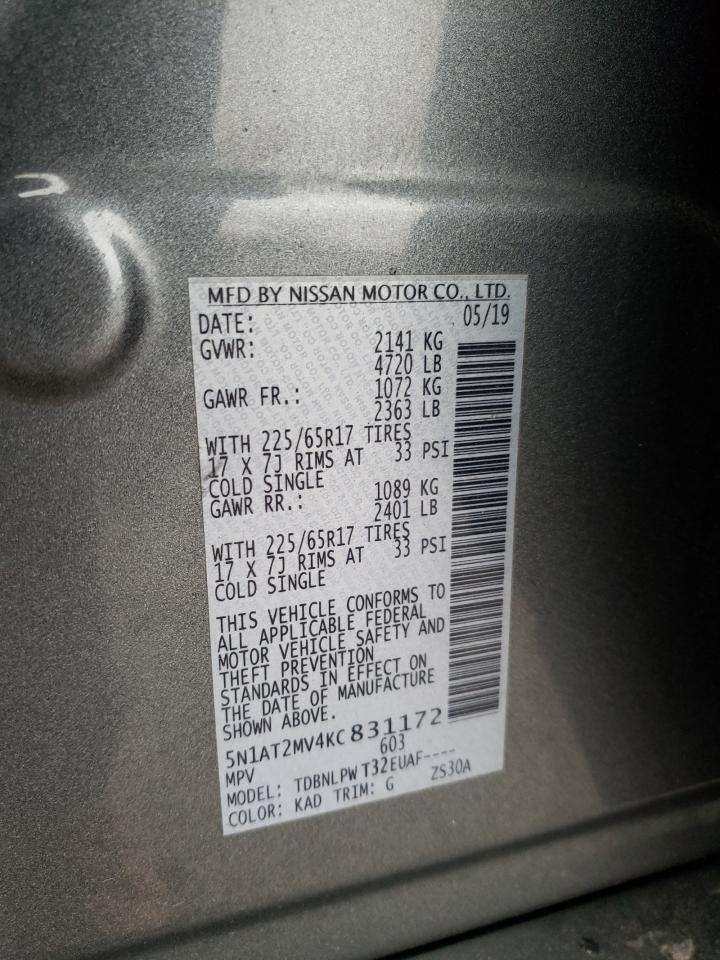 MFD BY NISSAN MOTOR CO., LTD.
DATE: 05/19
GVWR: 2141 KG
4720 LB
GAWR FR.: 1072 KG
2363 LB
WITH 225/65R17 TIRES
17 X 7J RIMS AT 33 PSI
COLD SINGLE
GAWR RR.: 1089 KG
2401 LB
WITH 225/65R17 TIRES
17 X 7J RIMS AT 33 PSI
COLD SINGLE
THIS VEHICLE CONFORMS TO
ALL APPLICABLE FEDERAL
MOTOR VEHICLE SAFETY AND
THEFT PREVENTION
STANDARDS IN EFFECT ON
THE DATE OF MANUFACTURE
SHOWN ABOVE.
5N1AT2MV4KC831172
MPV 603
MODEL: TDBNLPWT32EUAF----
COLOR: KAD TRIM: G ZS30A